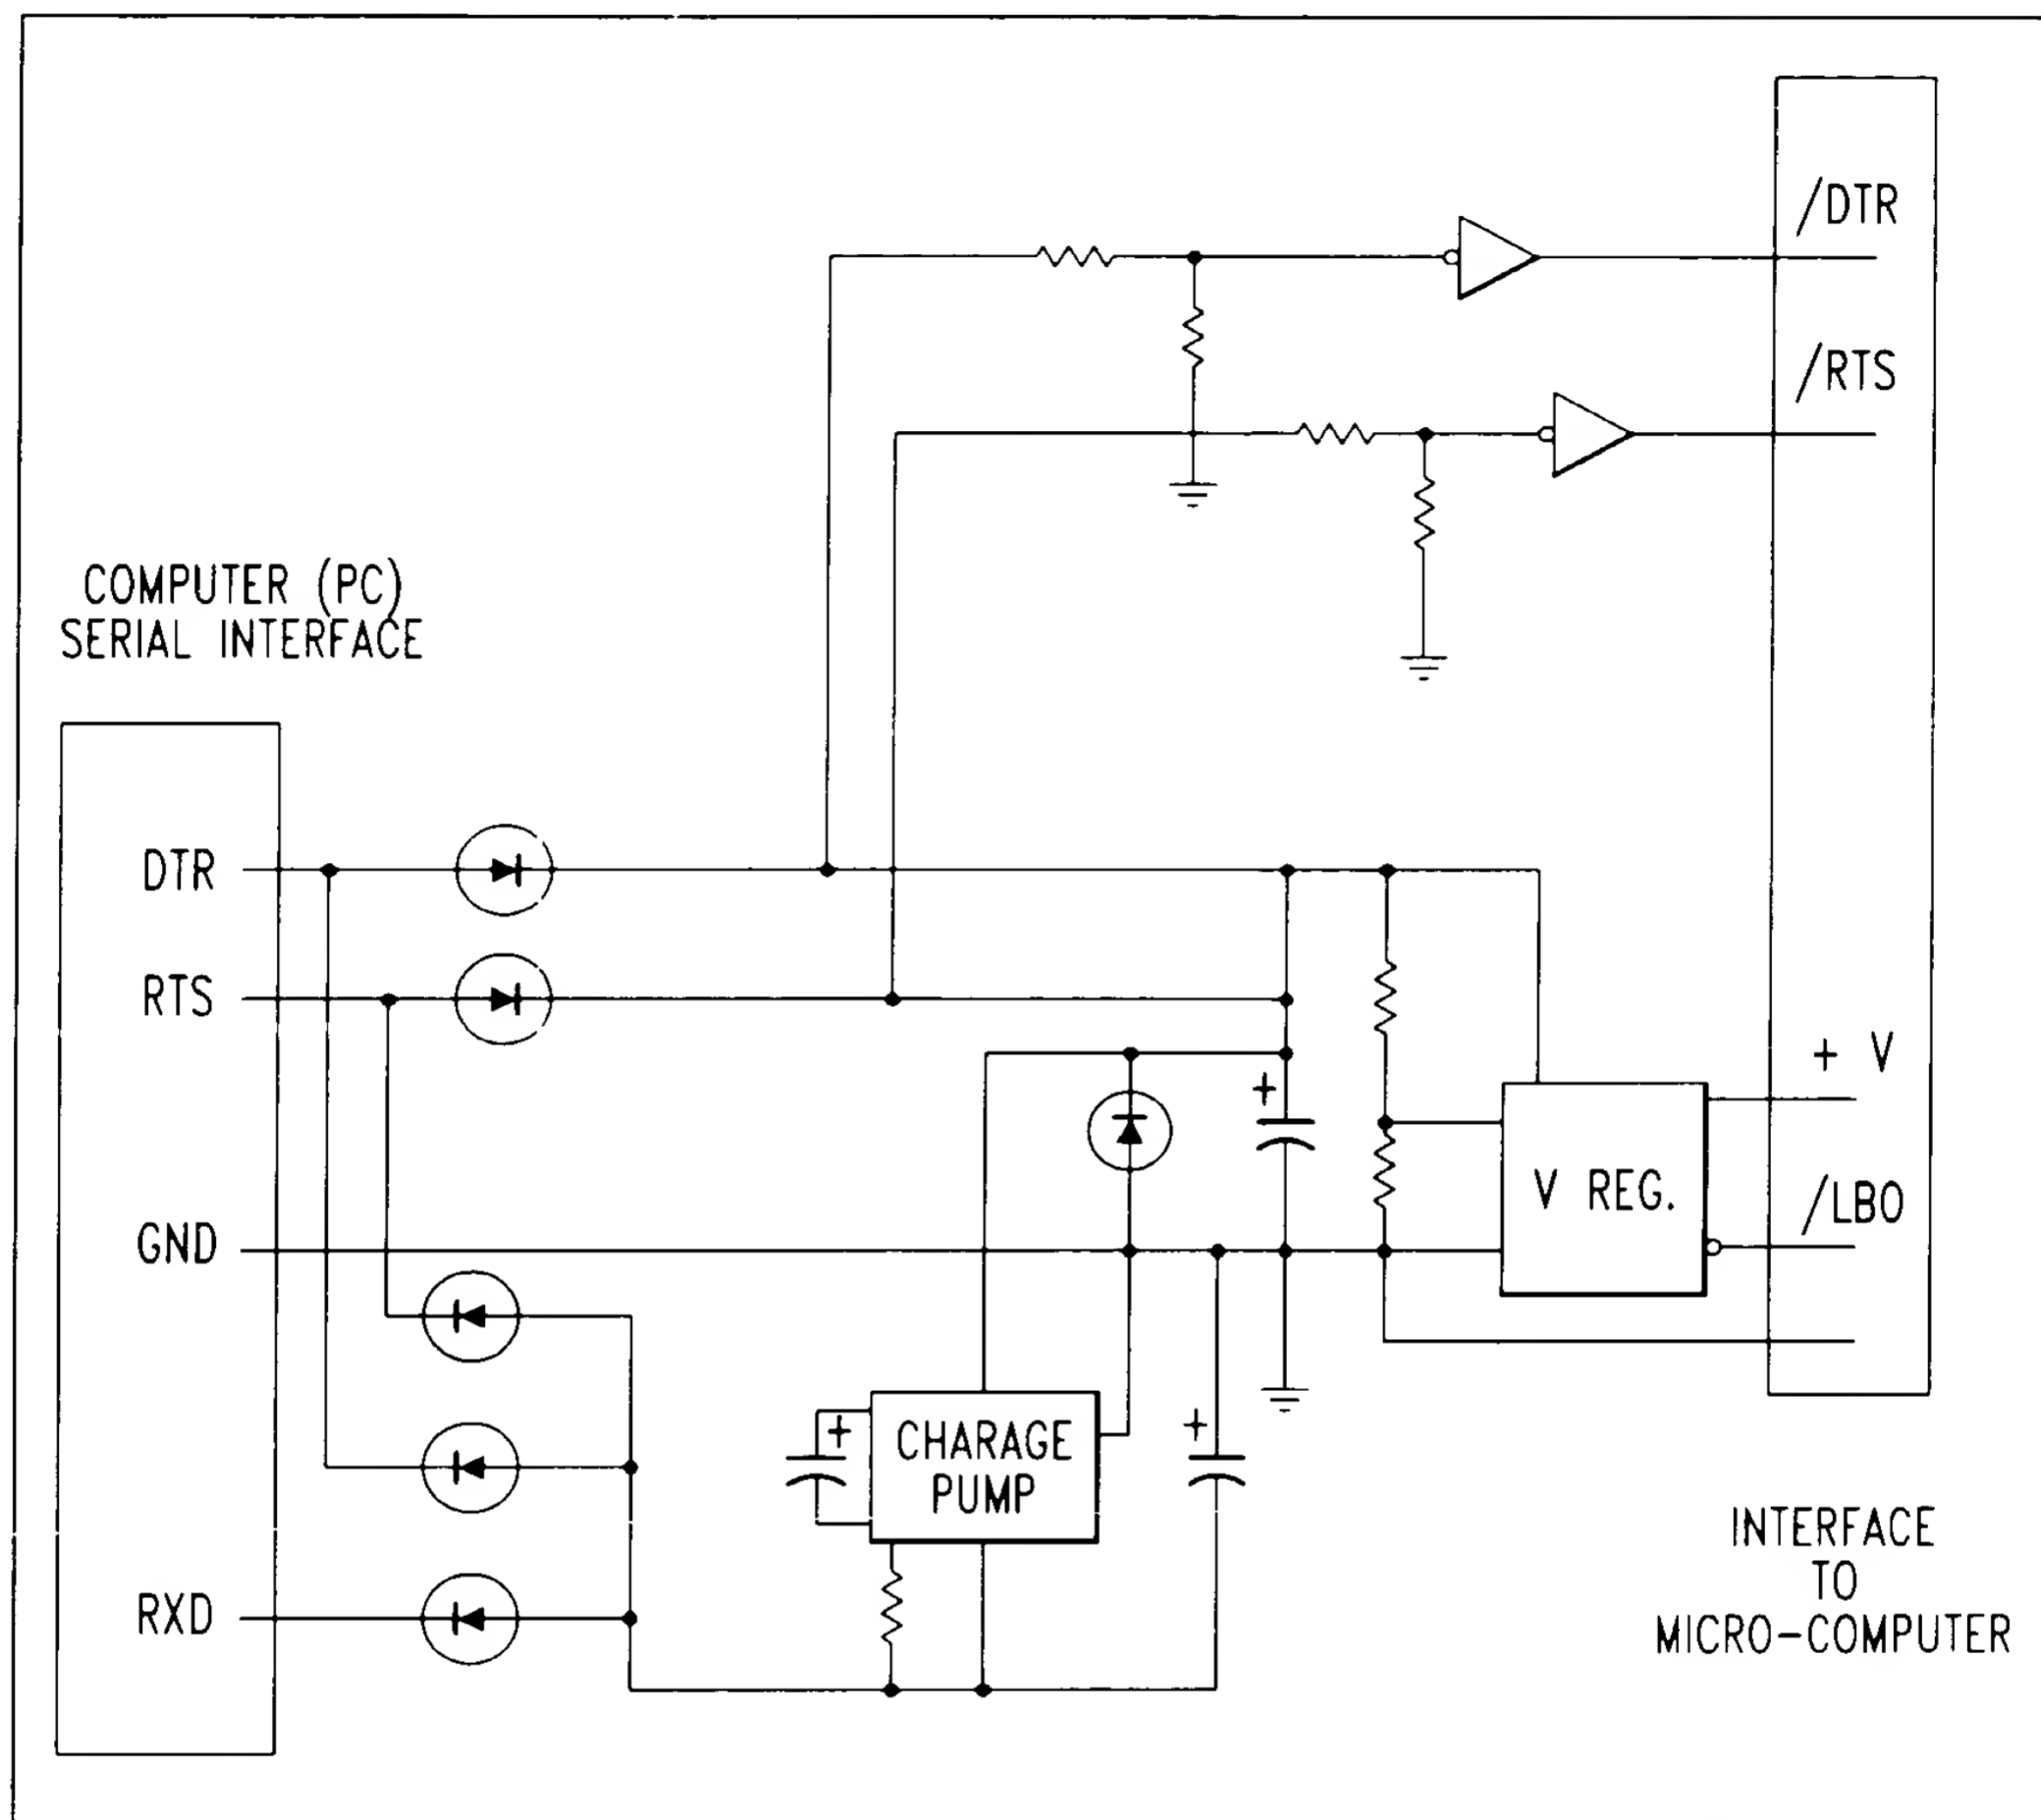 /DTR
/RTS
COMPUTER (PC)
SERIAL INTERFACE
DTR
RTS
+ V
+
V REG.
/LBO
GND
+
CHARAGE
PUMP
+
INTERFACE
TO
MICRO-COMPUTER
RXD